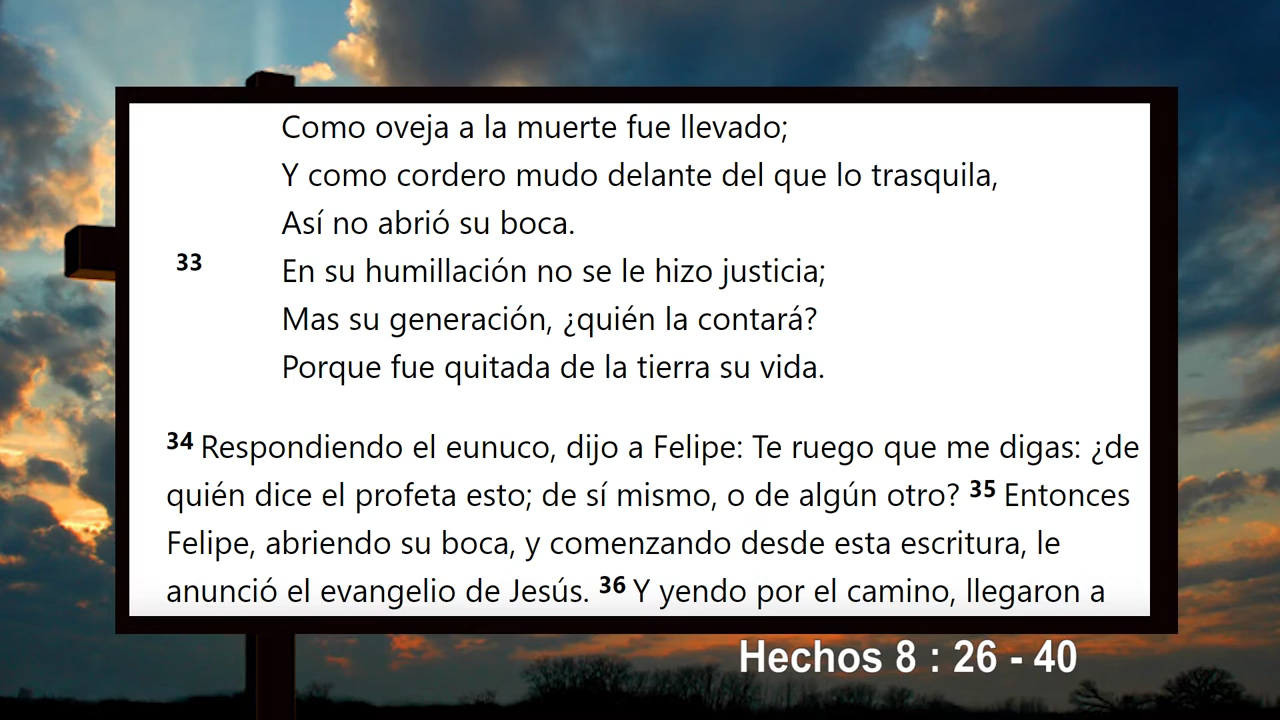 Como oveja a la muerte fue llevado;
Y como cordero mudo delante del que lo trasquila,
Así no abrió su boca.
33 En su humillación no se le hizo justicia;
Mas su generación, ¿quién la contará?
Porque fue quitada de la tierra su vida.
34 Respondiendo el eunuco, dijo a Felipe: Te ruego que me digas: ¿de
quién dice el profeta esto; de sí mismo, o de algún otro? 35 Entonces
Felipe, abriendo su boca, y comenzando desde esta escritura, le
anunció el evangelio de Jesús. 36 Y yendo por el camino, llegaron a
Hechos 8 : 26 - 40